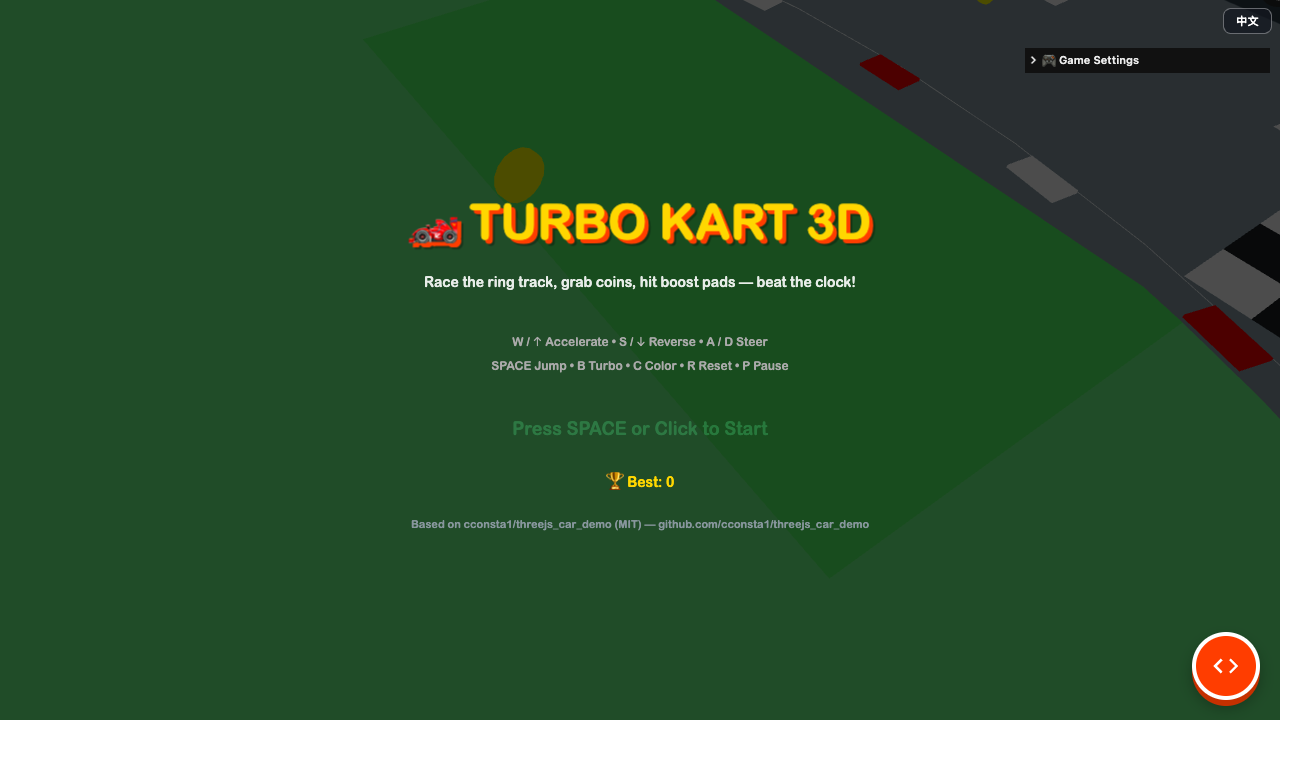 中文
Game Settings
TURBO KART 3D
Race the ring track, grab coins, hit boost pads — beat the clock!
W / ↑ Accelerate • S / ↓ Reverse • A / D Steer
SPACE Jump • B Turbo • C Color • R Reset • P Pause
Press SPACE or Click to Start
Best: 0
Based on cconsta1/threejs_car_demo (MIT) — github.com/cconsta1/threejs_car_demo